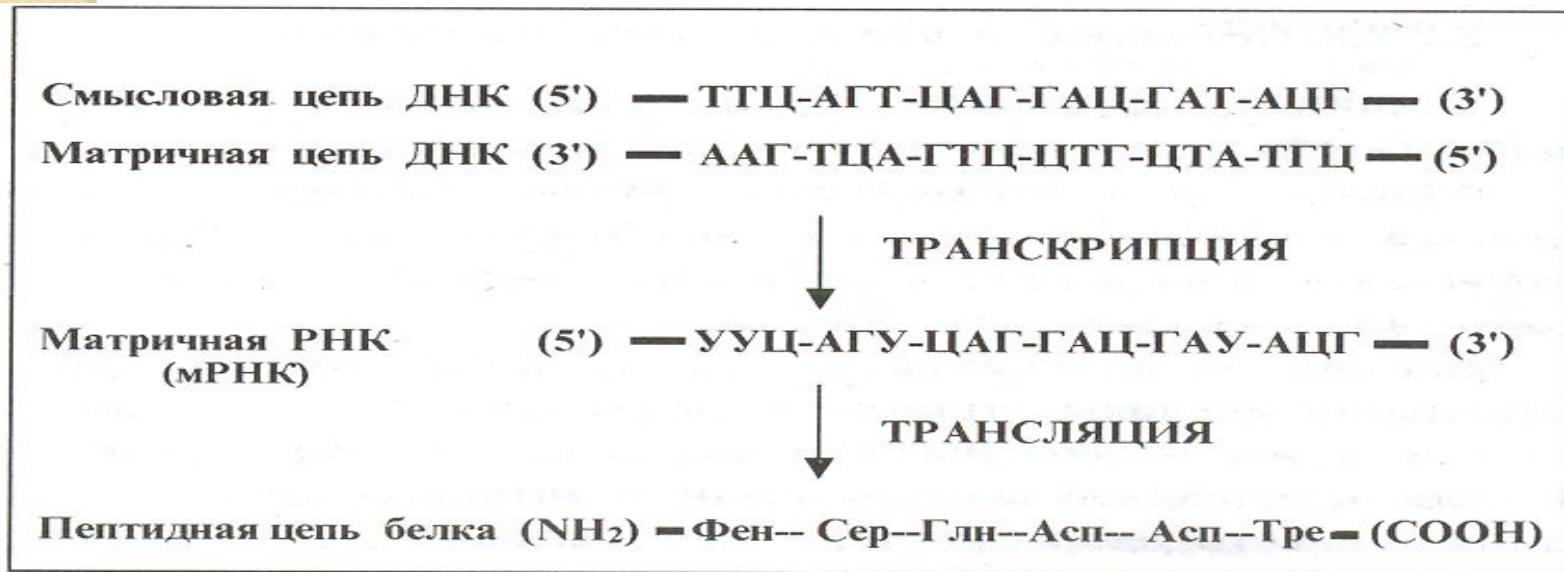 Смысловая цепь ДНК (5') — ТТЦ-АГТ-ЦАГ-ГАЦ-ГАТ-АЦГ — (3')
Матричная цепь ДНК (3') — ААГ-ТЦА-ГТЦ-ЦТГ-ЦТА-ТГЦ — (5')
ТРАНСКРИПЦИЯ
Матричная РНК (5') — УУЦ-АГУ-ЦАГ-ГАЦ-ГАУ-АЦГ — (3')
(мРНК)
ТРАНСЛЯЦИЯ
Пептидная цепь белка (NH₂) – Фен-- Сер--Глн--Асп-- Асп--Тре– (COOH)